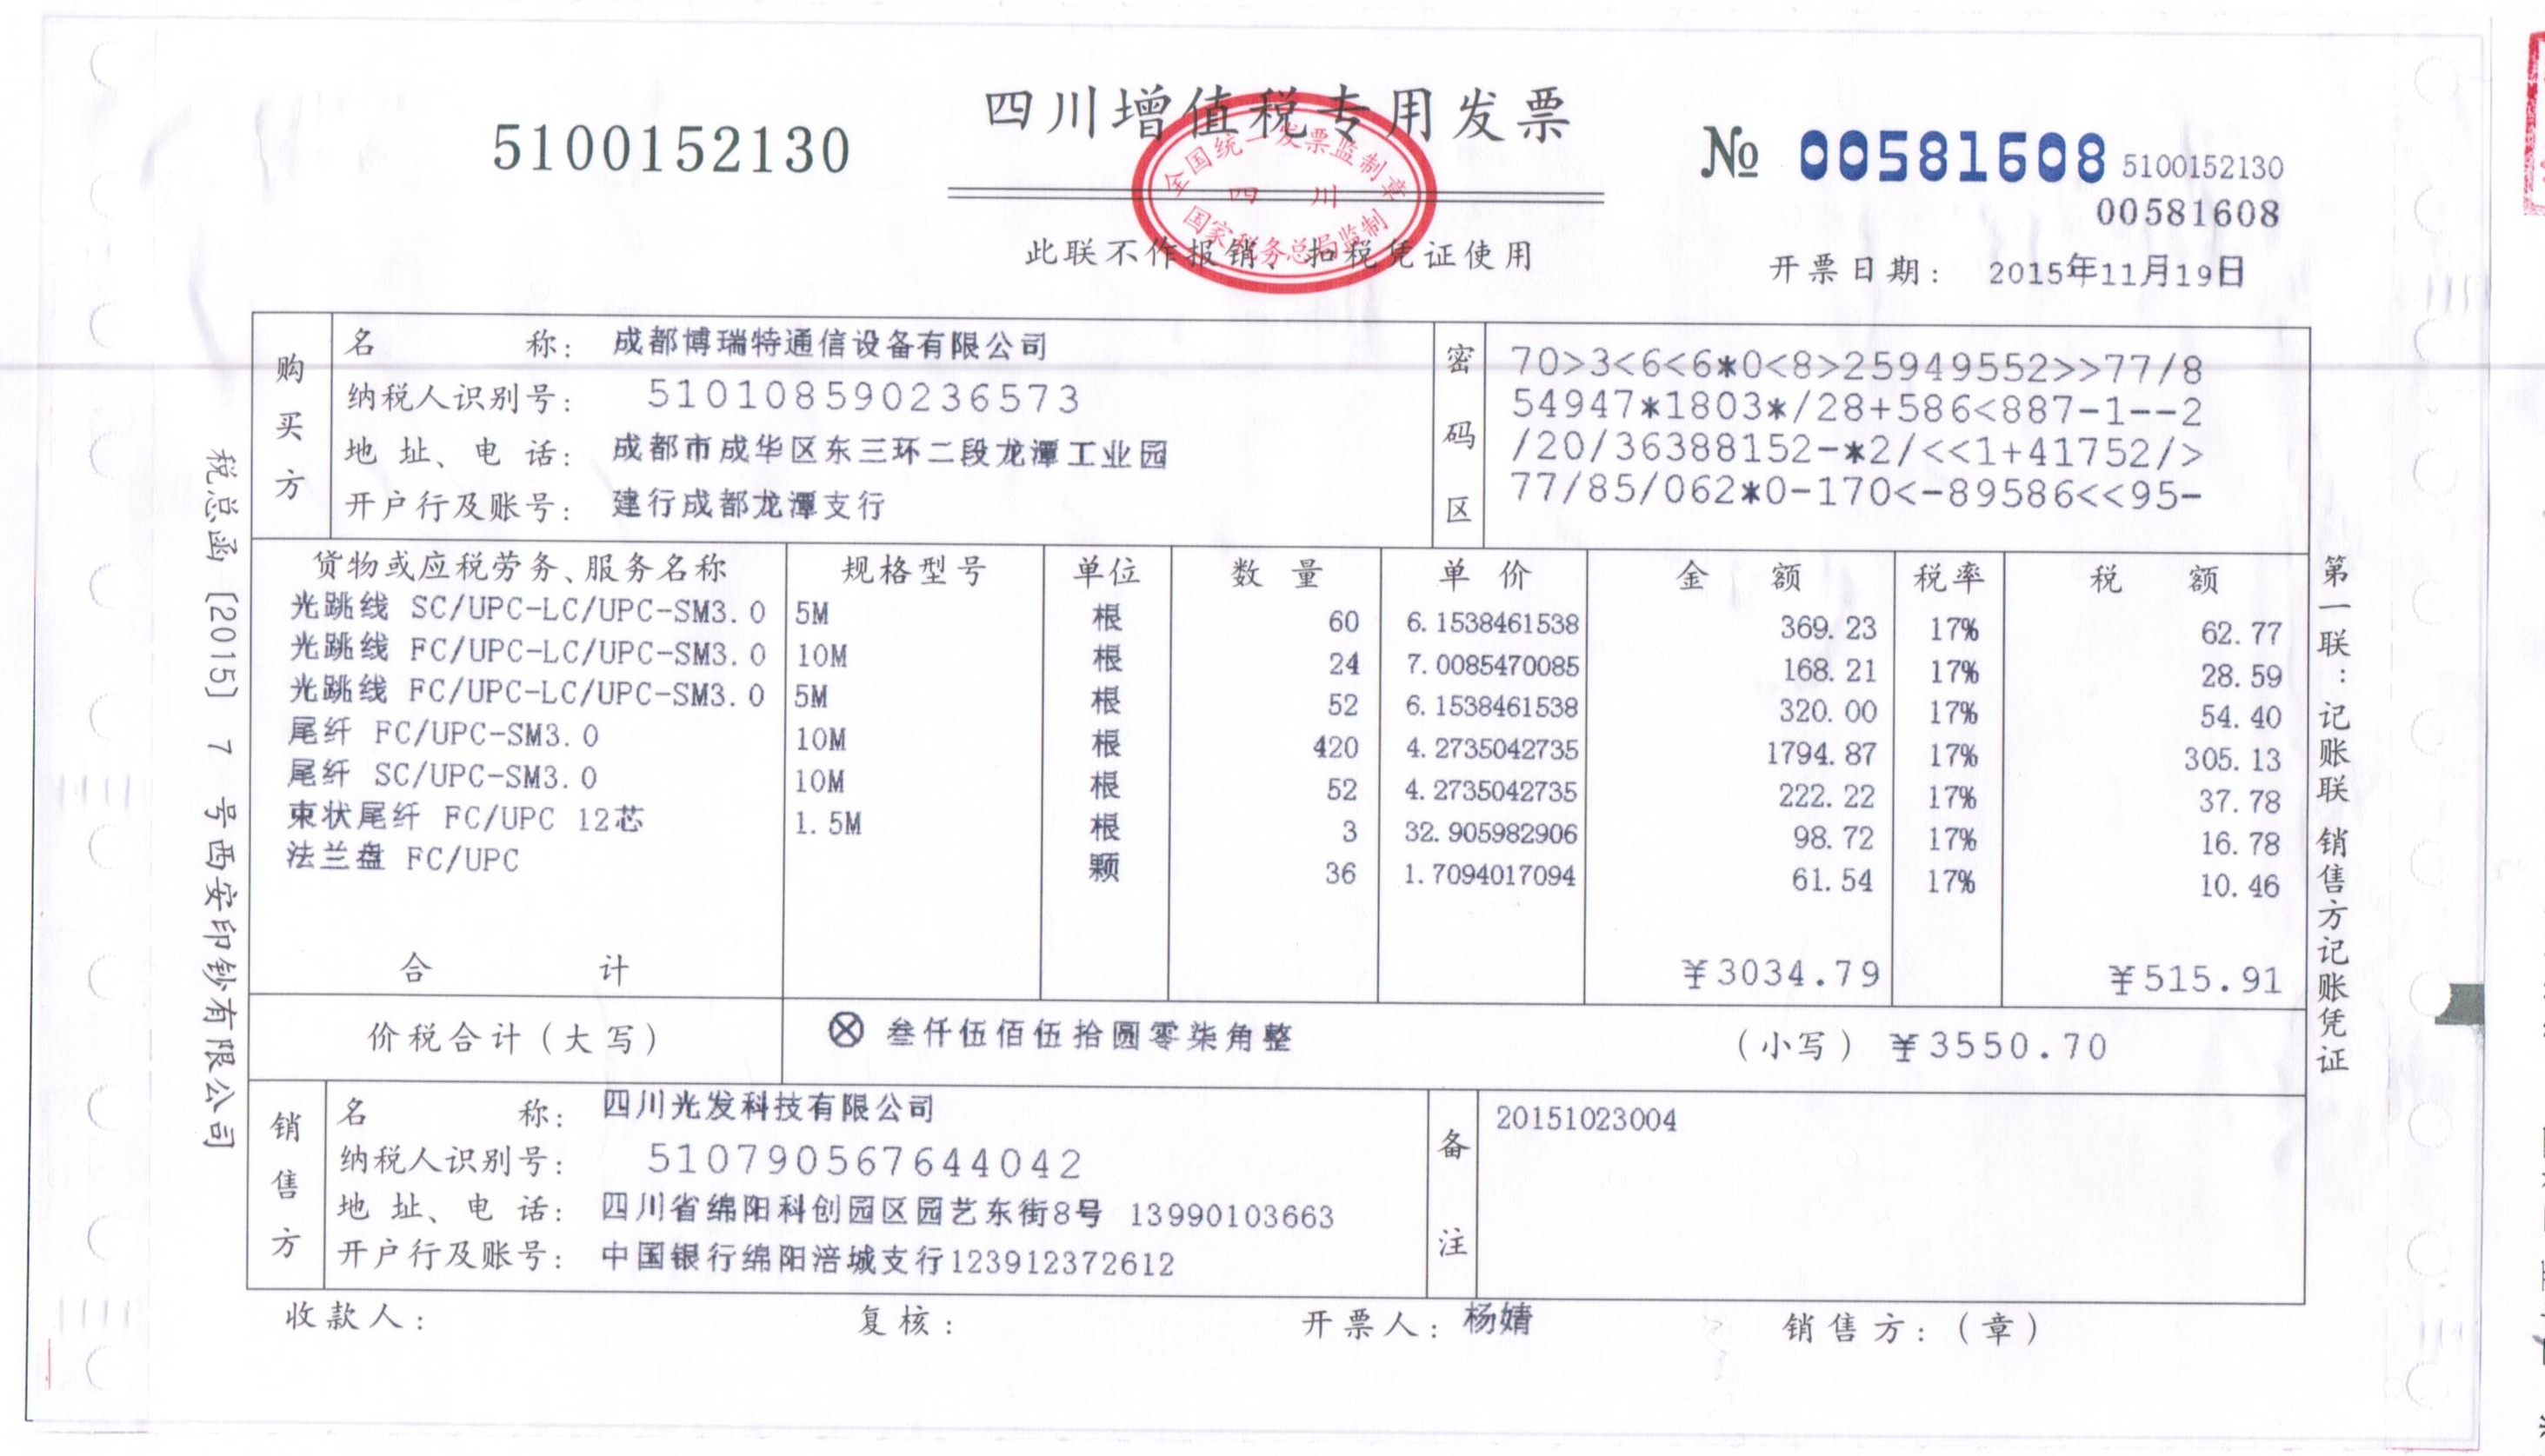 四川增值税专用发票
5100152130
№ 00581608 5100152130
00581608
全国统一发票监制章
四 川
国家税务总局监制
此联不作报销、扣税凭证使用
开票日期: 2015年11月19日
购买方
名 称: 成都博瑞特通信设备有限公司
纳税人识别号: 510108590236573
地 址、电 话: 成都市成华区东三环二段龙潭工业园
开户行及账号: 建行成都龙潭支行
密码区
70>3<6<6*0<8>25949552>>77/8
54947*1803*/28+586<887-1--2
/20/36388152-*2/<<1+41752/>
77/85/062*0-170<-89586<<95-
货物或应税劳务、服务名称 规格型号 单位 数 量 单 价 金 额 税率 税 额
光跳线 SC/UPC-LC/UPC-SM3.0 5M 根 60 6.1538461538 369.23 17% 62.77
光跳线 FC/UPC-LC/UPC-SM3.0 10M 根 24 7.0085470085 168.21 17% 28.59
光跳线 FC/UPC-LC/UPC-SM3.0 5M 根 52 6.1538461538 320.00 17% 54.40
尾纤 FC/UPC-SM3.0 10M 根 420 4.2735042735 1794.87 17% 305.13
尾纤 SC/UPC-SM3.0 10M 根 52 4.2735042735 222.22 17% 37.78
束状尾纤 FC/UPC 12芯 1.5M 根 3 32.905982906 98.72 17% 16.78
法兰盘 FC/UPC 颗 36 1.7094017094 61.54 17% 10.46
合 计 ¥3034.79 ¥515.91
价税合计(大写) ⊗ 叁仟伍佰伍拾圆零柒角整 (小写) ¥3550.70
销售方
名 称: 四川光发科技有限公司
纳税人识别号: 510790567644042
地 址、电 话: 四川省绵阳科创园区园艺东街8号 13990103663
开户行及账号: 中国银行绵阳涪城支行123912372612
备注
20151023004
收款人: 复核: 开票人: 杨婧 销售方:(章)
税总函 [2015] 7 号西安印钞有限公司
第一联:记账联 销售方记账凭证